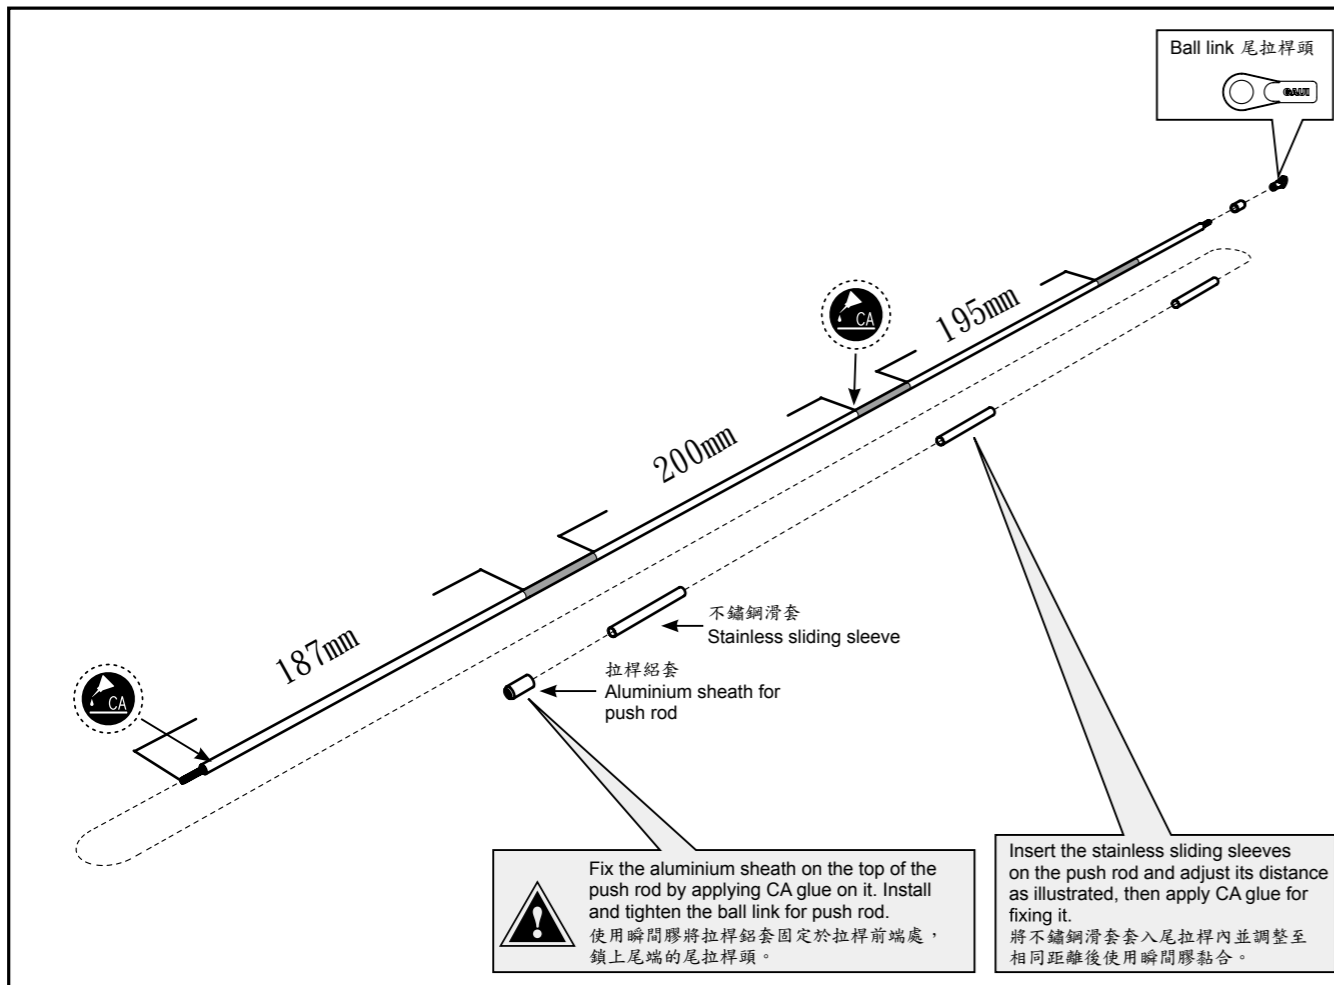 Ball link 尾拉桿頭
GAUI
CA
195mm
200mm
不鏽鋼滑套
Stainless sliding sleeve
187mm
拉桿絽套
Aluminium sheath for
push rod
CA
Fix the aluminium sheath on the top of the
push rod by applying CA glue on it. Install
and tighten the ball link for push rod.
使用瞬間膠將拉桿鋁套固定於拉桿前端處，
鎖上尾端的尾拉桿頭。
Insert the stainless sliding sleeves
on the push rod and adjust its distance
as illustrated, then apply CA glue for
fixing it.
將不鏽鋼滑套套入尾拉桿內並調整至
相同距離後使用瞬間膠黏合。